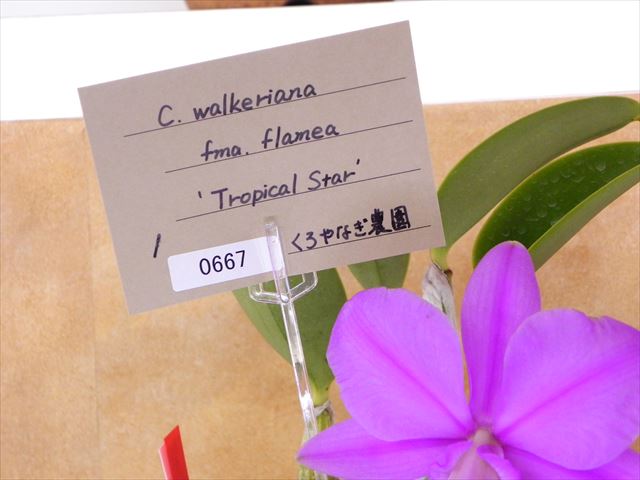 C. walkeriana
fma. flamea
'Tropical Star'
1
0667
くろやなぎ農園